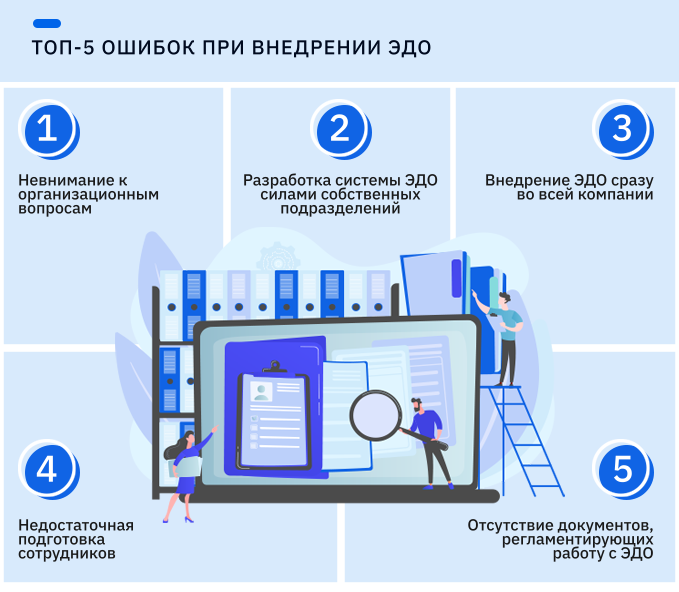 ТОП-5 ОШИБОК ПРИ ВНЕДРЕНИИ ЭДО
1
Невнимание к
организационным
вопросам
2
Разработка системы ЭДО
силами собственных
подразделений
3
Внедрение ЭДО сразу
во всей компании
4
Недостаточная
подготовка
сотрудников
5
Отсутствие документов,
регламентирующих
работу с ЭДО